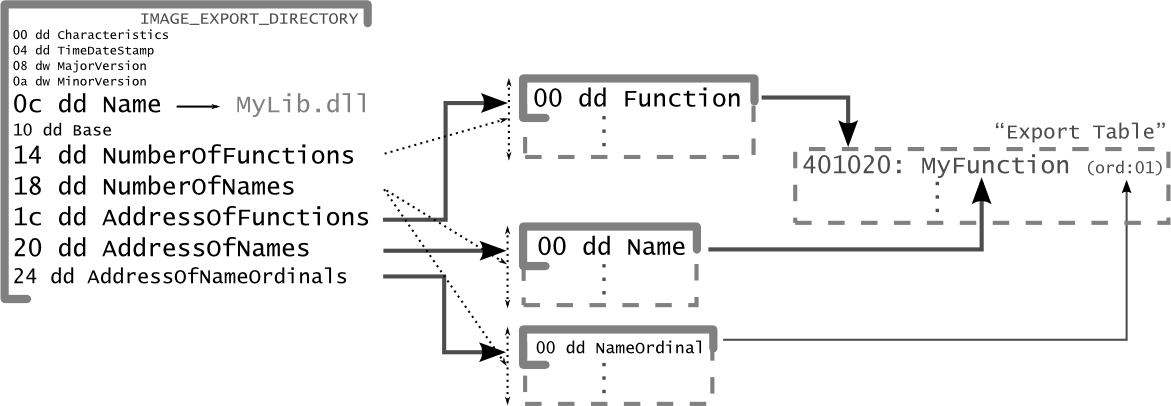 IMAGE_EXPORT_DIRECTORY
00 dd Characteristics
04 dd TimeDateStamp
08 dw MajorVersion
0a dw MinorVersion
0c dd Name MyLib.dll
10 dd Base
14 dd NumberOfFunctions
18 dd NumberOfNames
1c dd AddressOfFunctions
20 dd AddressOfNames
24 dd AddressOfNameOrdinals
00 dd Function
00 dd Name
00 dd NameOrdinal
“Export Table”
401020: MyFunction (ord:01)